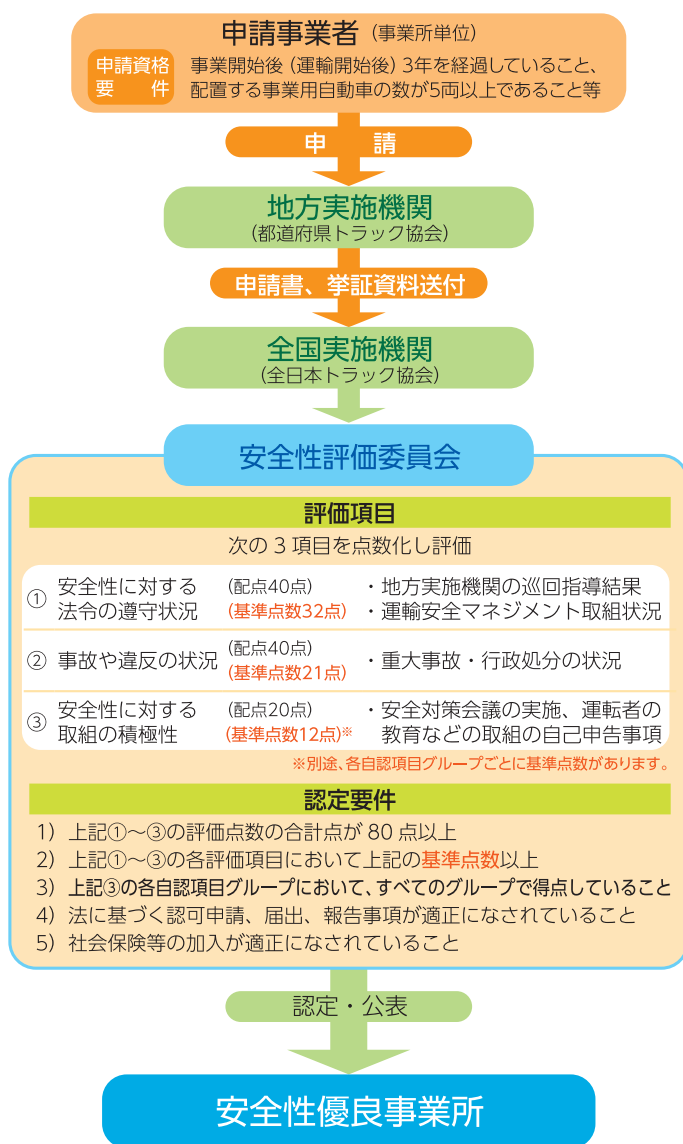 申請事業者（事業所単位）
申請資格
要件
事業開始後（運輸開始後）3年を経過していること、
配置する事業用自動車の数が5両以上であること等
申 請
地方実施機関
(都道府県トラック協会)
申請書、挙証資料送付
全国実施機関
(全日本トラック協会)
安全性評価委員会
評価項目
次の3項目を点数化し評価
① 安全性に対する
法令の遵守状況
(配点40点)
(基準点数32点)
・地方実施機関の巡回指導結果
・運輸安全マネジメント取組状況
② 事故や違反の状況
(配点40点)
(基準点数21点)
・重大事故・行政処分の状況
③ 安全性に対する
取組の積極性
(配点20点)
(基準点数12点)※
・安全対策会議の実施、運転者の
教育などの取組の自己申告事項
※別途、各自認項目グループごとに基準点数があります。
認定要件
1）上記①～③の評価点数の合計点が80点以上
2）上記①～③の各評価項目において上記の基準点数以上
3）上記③の各自認項目グループにおいて、すべてのグループで得点していること
4）法に基づく認可申請、届出、報告事項が適正になされていること
5）社会保険等の加入が適正になされていること
認定・公表
安全性優良事業所